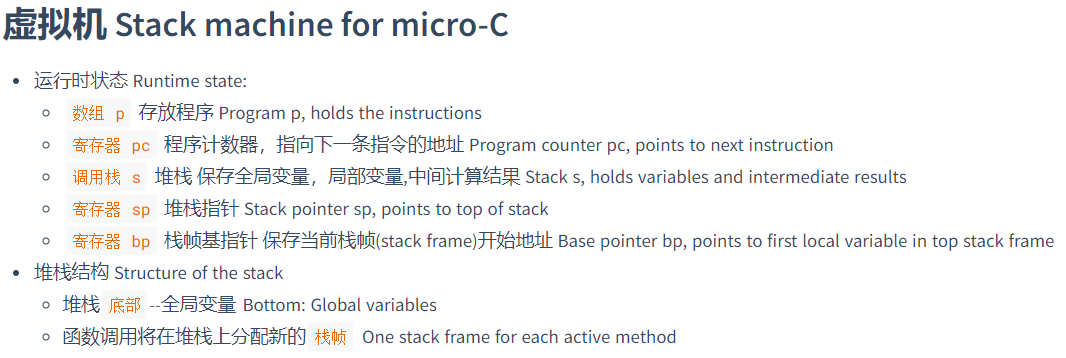 虚拟机 Stack machine for micro-C
运行时状态 Runtime state:
数组 p 存放程序 Program p, holds the instructions
寄存器 pc 程序计数器，指向下一条指令的地址 Program counter pc, points to next instruction
调用栈 s 堆栈 保存全局变量，局部变量,中间计算结果 Stack s, holds variables and intermediate results
寄存器 sp 堆栈指针 Stack pointer sp, points to top of stack
寄存器 bp 栈帧基指针 保存当前栈帧(stack frame)开始地址 Base pointer bp, points to first local variable in top stack frame
堆栈结构 Structure of the stack
堆栈 底部 --全局变量 Bottom: Global variables
函数调用将在堆栈上分配新的 栈帧 One stack frame for each active method